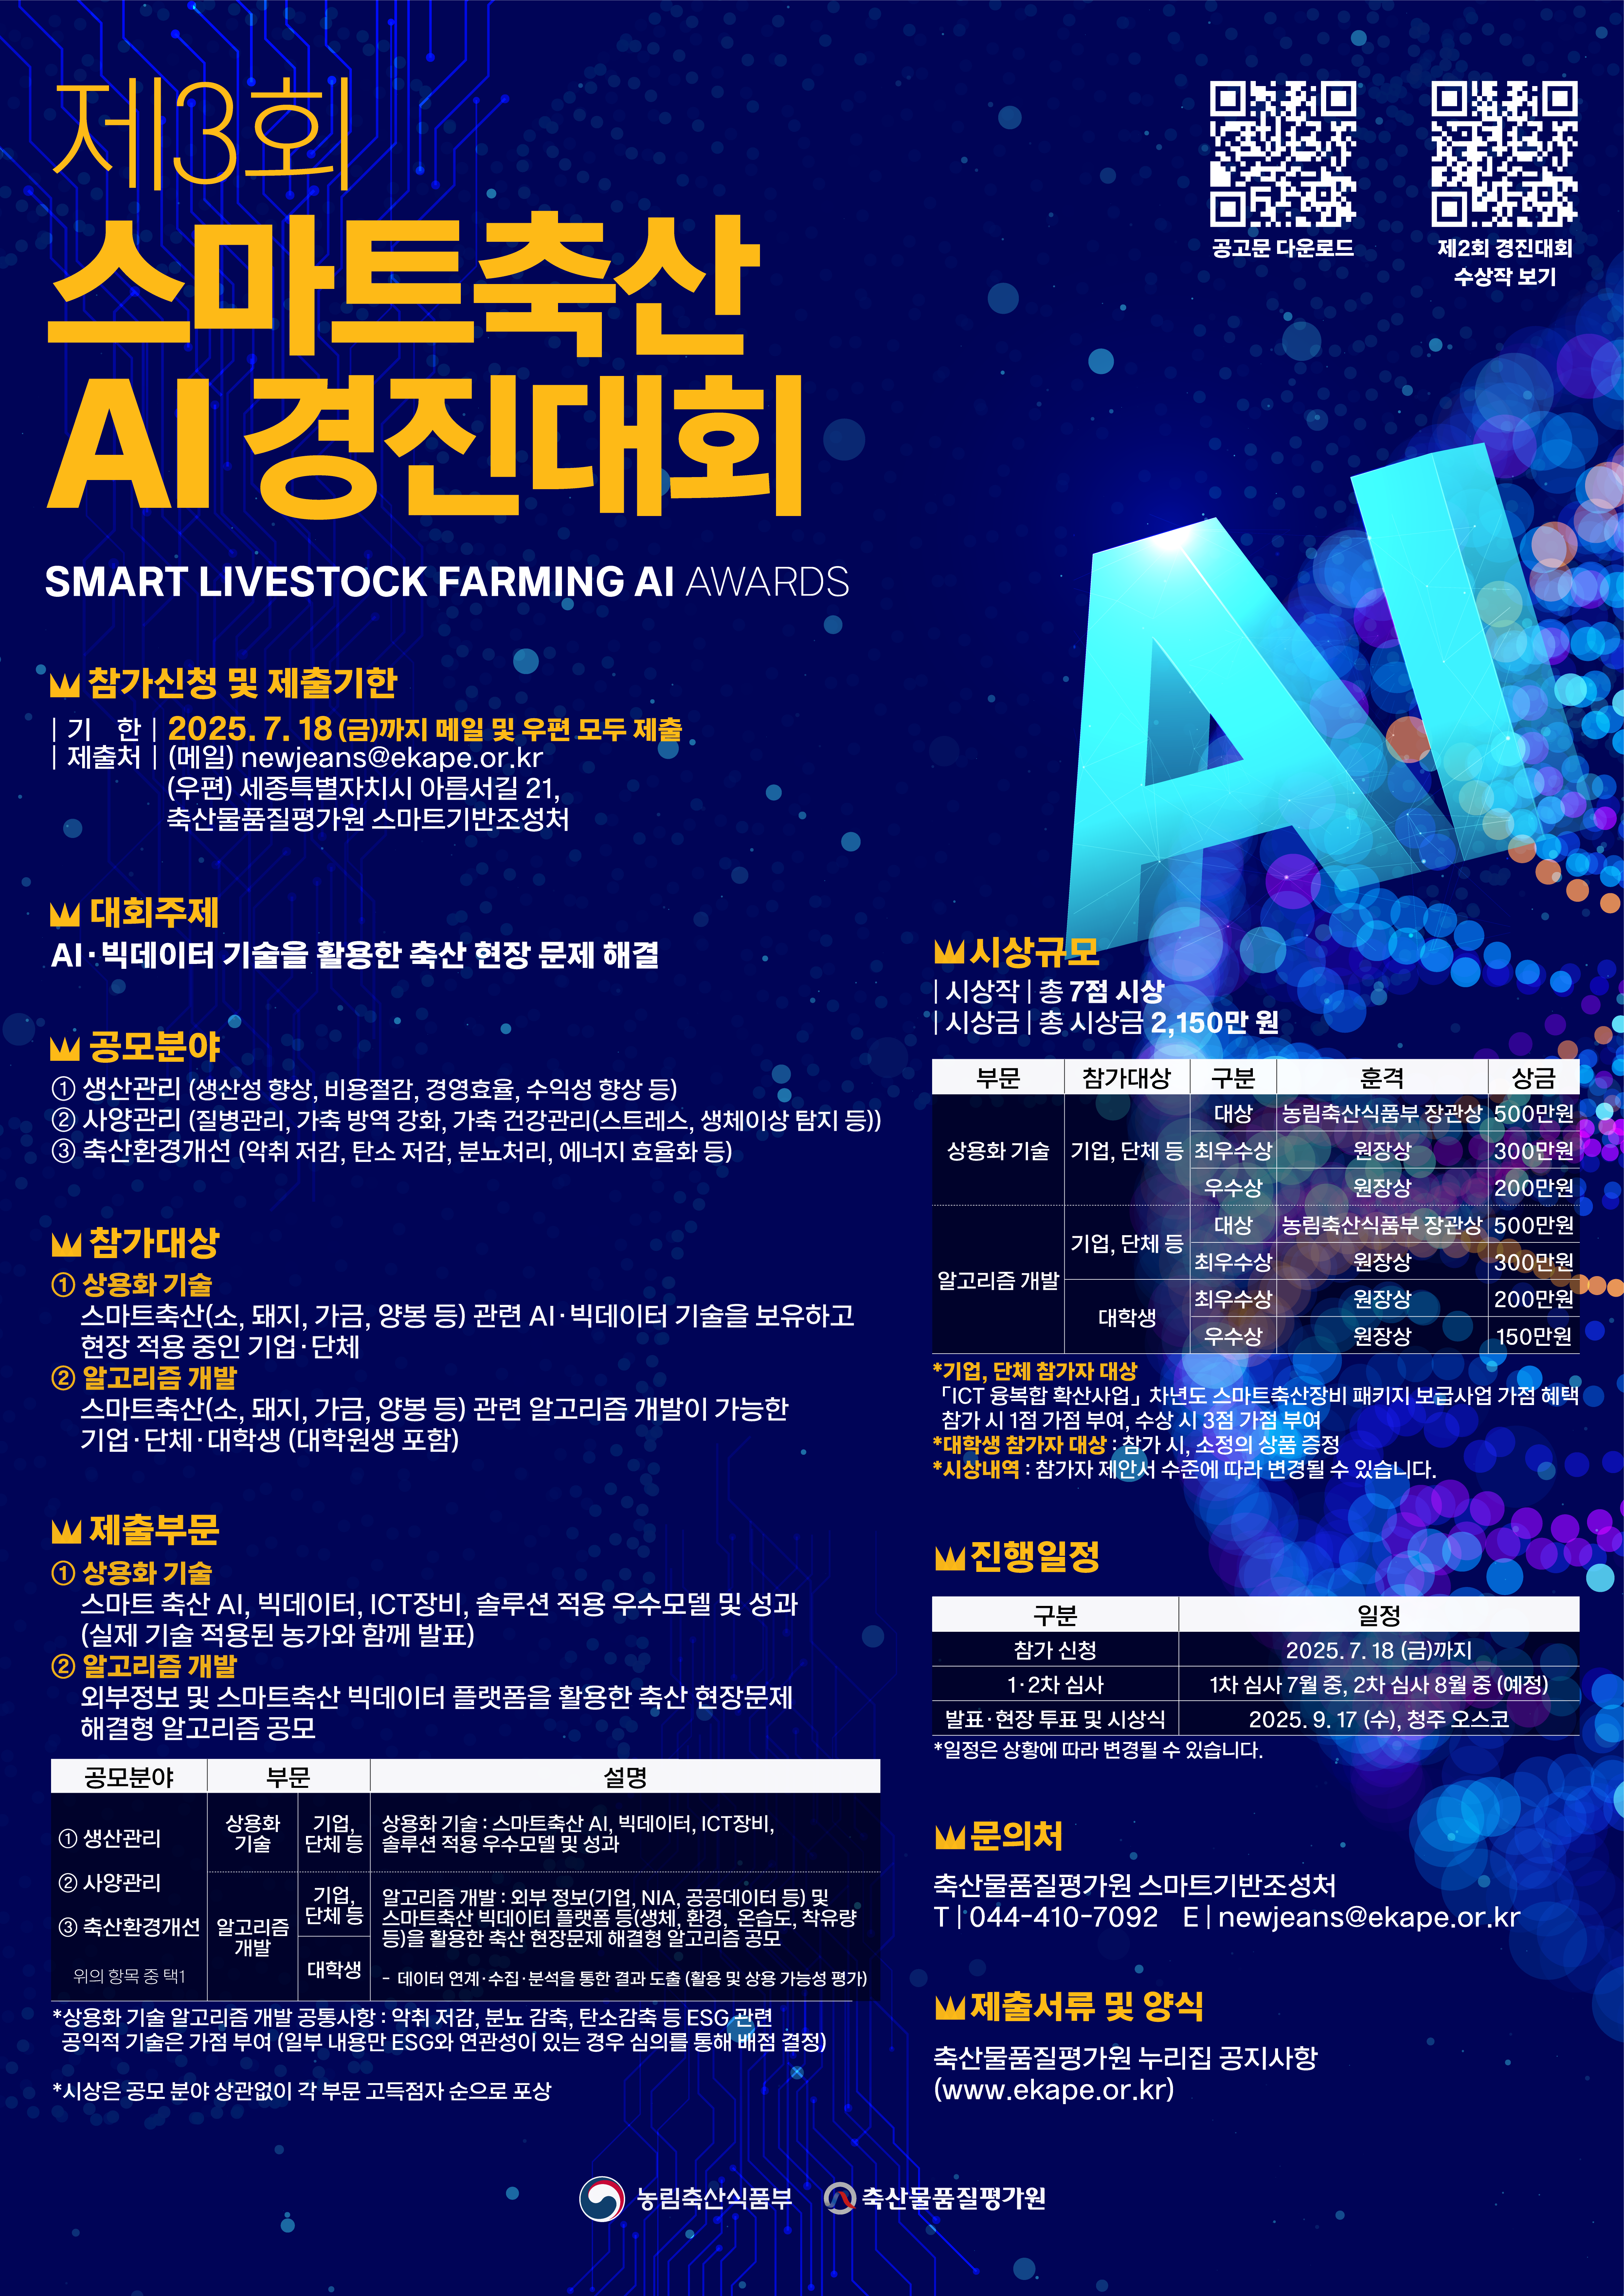 제3회
스마트축산
AI 경진대회
SMART LIVESTOCK FARMING AI AWARDS
공고문 다운로드
제2회 경진대회
수상작 보기
AI
참가신청 및 제출기한
| 기 한 | 2025. 7. 18 (금)까지 메일 및 우편 모두 제출
| 제출처 | (메일) newjeans@ekape.or.kr
(우편) 세종특별자치시 아름서길 21,
축산물품질평가원 스마트기반조성처
대회주제
AI·빅데이터 기술을 활용한 축산 현장 문제 해결
공모분야
① 생산관리 (생산성 향상, 비용절감, 경영효율, 수익성 향상 등)
② 사양관리 (질병관리, 가축 방역 강화, 가축 건강관리(스트레스, 생체이상 탐지 등))
③ 축산환경개선 (악취 저감, 탄소 저감, 분뇨처리, 에너지 효율화 등)
참가대상
① 상용화 기술
스마트축산(소, 돼지, 가금, 양봉 등) 관련 AI·빅데이터 기술을 보유하고
현장 적용 중인 기업·단체
② 알고리즘 개발
스마트축산(소, 돼지, 가금, 양봉 등) 관련 알고리즘 개발이 가능한
기업·단체·대학생 (대학원생 포함)
제출부문
① 상용화 기술
스마트 축산 AI, 빅데이터, ICT장비, 솔루션 적용 우수모델 및 성과
(실제 기술 적용된 농가와 함께 발표)
② 알고리즘 개발
외부정보 및 스마트축산 빅데이터 플랫폼을 활용한 축산 현장문제
해결형 알고리즘 공모
공모분야 부문 설명
① 생산관리
② 사양관리
③ 축산환경개선
위의 항목 중 택1
상용화
기술
기업,
단체 등
상용화 기술 : 스마트축산 AI, 빅데이터, ICT장비,
솔루션 적용 우수모델 및 성과
알고리즘
개발
기업,
단체 등
대학생
알고리즘 개발 : 외부 정보(기업, NIA, 공공데이터 등) 및
스마트축산 빅데이터 플랫폼 등(생체, 환경, 온습도, 착유량
등)을 활용한 축산 현장문제 해결형 알고리즘 공모
- 데이터 연계·수집·분석을 통한 결과 도출 (활용 및 상용 가능성 평가)
*상용화 기술 알고리즘 개발 공통사항 : 악취 저감, 분뇨 감축, 탄소감축 등 ESG 관련
공익적 기술은 가점 부여 (일부 내용만 ESG와 연관성이 있는 경우 심의를 통해 배점 결정)
*시상은 공모 분야 상관없이 각 부문 고득점자 순으로 포상
시상규모
| 시상작 | 총 7점 시상
| 시상금 | 총 시상금 2,150만 원
부문 참가대상 구분 훈격 상금
상용화 기술 기업, 단체 등 대상 농림축산식품부 장관상 500만원
최우수상 원장상 300만원
우수상 원장상 200만원
알고리즘 개발 기업, 단체 등 대상 농림축산식품부 장관상 500만원
최우수상 원장상 300만원
대학생 최우수상 원장상 200만원
우수상 원장상 150만원
*기업, 단체 참가자 대상
「ICT 융복합 확산사업」 차년도 스마트축산장비 패키지 보급사업 가점 혜택
참가 시 1점 가점 부여, 수상 시 3점 가점 부여
*대학생 참가자 대상 : 참가 시, 소정의 상품 증정
*시상내역 : 참가자 제안서 수준에 따라 변경될 수 있습니다.
진행일정
구분 일정
참가 신청 2025. 7. 18 (금)까지
1·2차 심사 1차 심사 7월 중, 2차 심사 8월 중 (예정)
발표·현장 투표 및 시상식 2025. 9. 17 (수), 청주 오스코
*일정은 상황에 따라 변경될 수 있습니다.
문의처
축산물품질평가원 스마트기반조성처
T | 044-410-7092 E | newjeans@ekape.or.kr
제출서류 및 양식
축산물품질평가원 누리집 공지사항
(www.ekape.or.kr)
농림축산식품부 축산물품질평가원